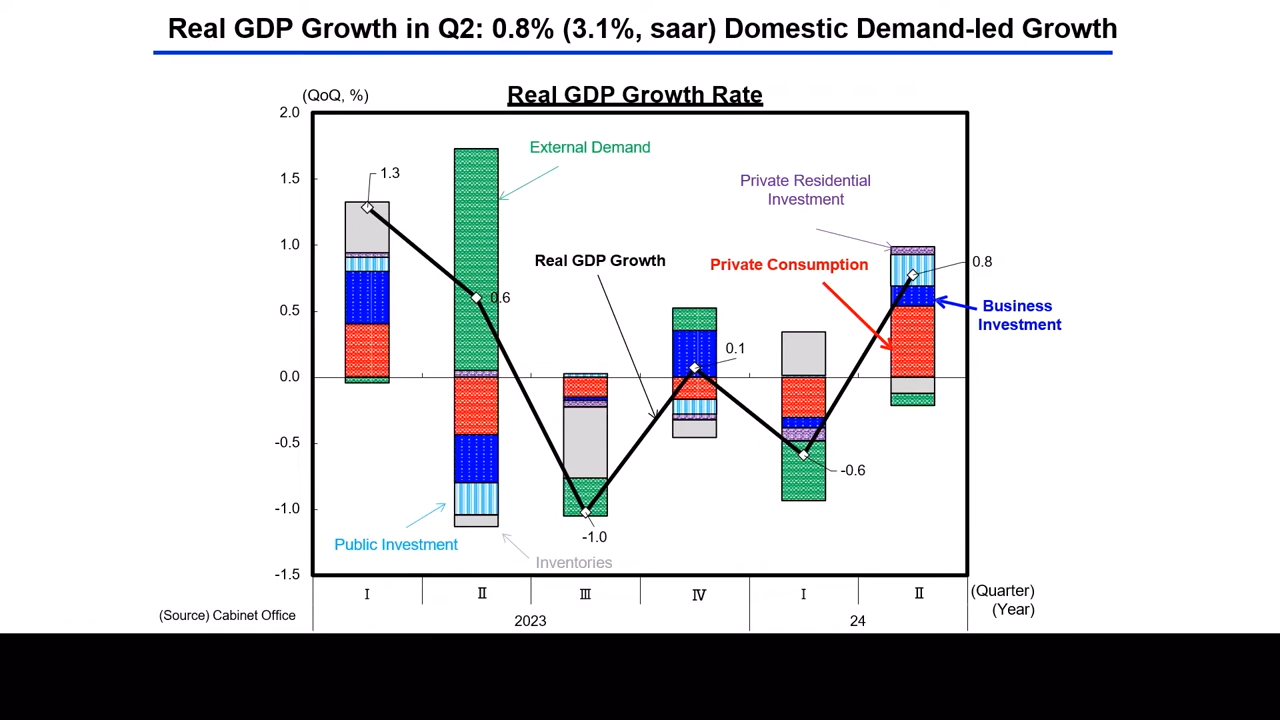 Real GDP Growth in Q2: 0.8% (3.1%, saar) Domestic Demand-led Growth
(QoQ, %)
Real GDP Growth Rate
2.0
1.5
1.0
0.5
0.0
-0.5
-1.0
-1.5
1.3
External Demand
0.6
Real GDP Growth
Private Residential
Investment
Private Consumption
0.8
Business
Investment
0.1
-0.6
-1.0
Public Investment
Inventories
Ⅰ
Ⅱ
Ⅲ
Ⅳ
Ⅰ
Ⅱ
(Quarter)
(Year)
2023
24
(Source) Cabinet Office